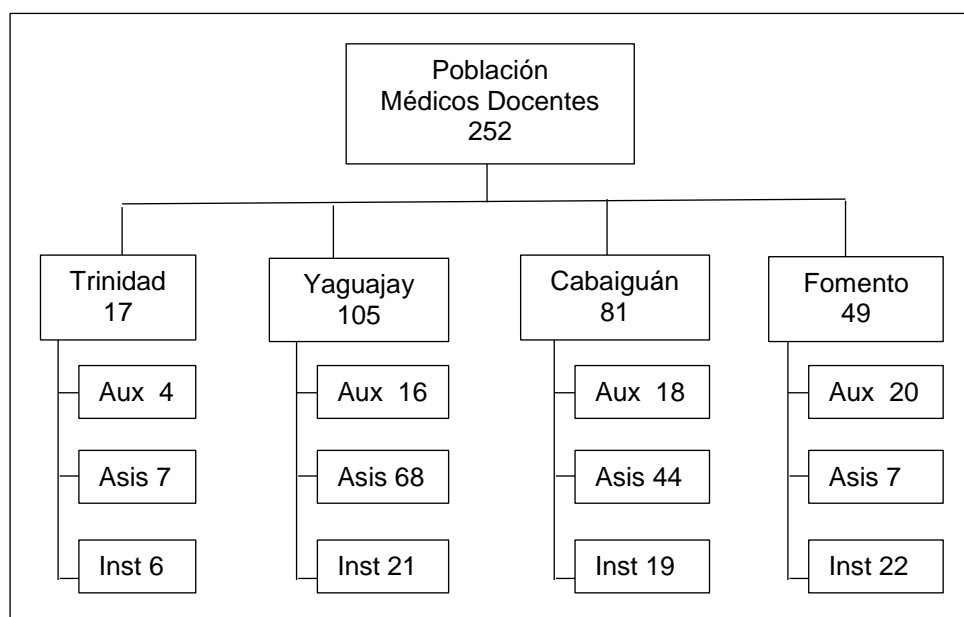 Población
Médicos Docentes
252
Trinidad
17
Yaguajay
105
Cabaiguán
81
Fomento
49
Aux 4
Aux 16
Aux 18
Aux 20
Asis 7
Asis 68
Asis 44
Asis 7
Inst 6
Inst 21
Inst 19
Inst 22